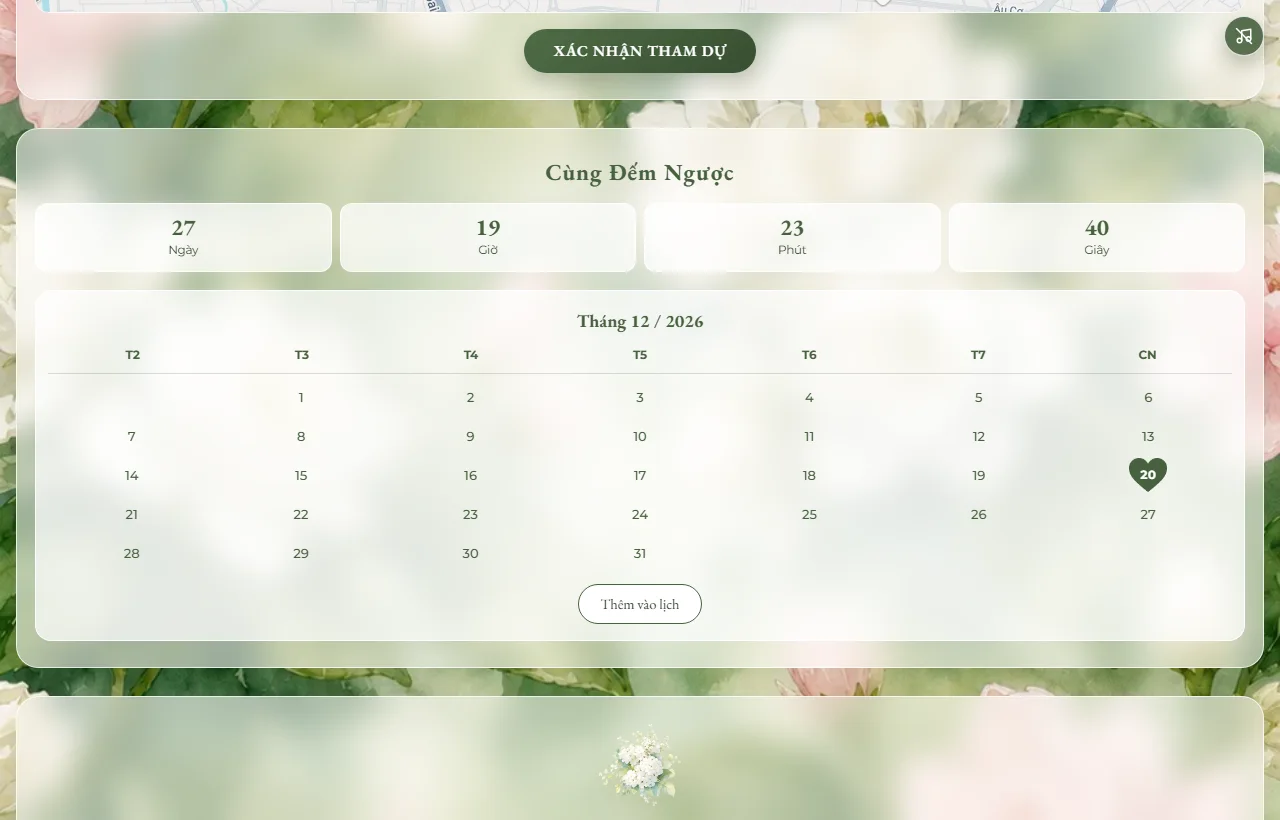 Âu Cơ
XÁC NHẬN THAM DỰ
Cùng Đếm Ngược
27 19 23 40
Ngày Giờ Phút Giây
Tháng 12 / 2026
T2 T3 T4 T5 T6 T7 CN
1 2 3 4 5 6
7 8 9 10 11 12 13
14 15 16 17 18 19 20
21 22 23 24 25 26 27
28 29 30 31
Thêm vào lịch